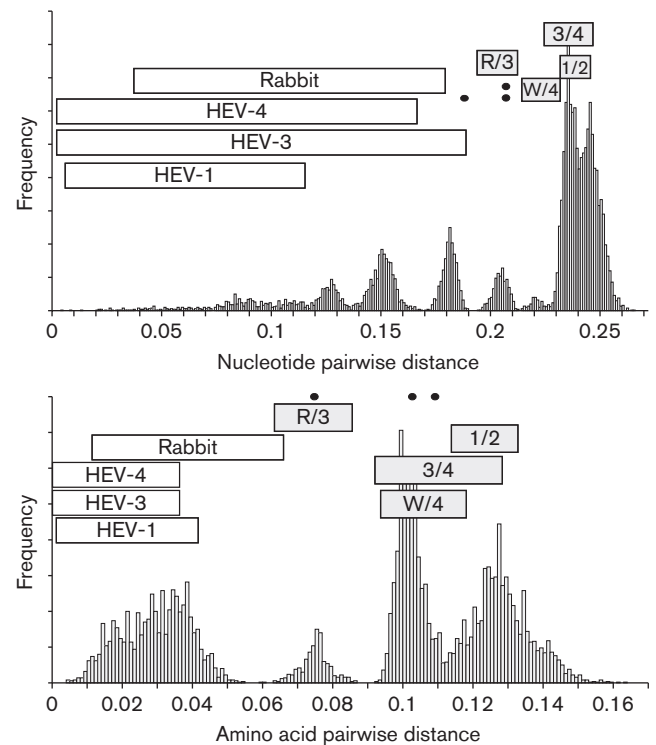 3/4
R/3
1/2
Rabbit
W/4
HEV-4
HEV-3
HEV-1
Frequency
0 0.05 0.1 0.15 0.2 0.25
Nucleotide pairwise distance
R/3
1/2
Rabbit
HEV-4
3/4
HEV-3
W/4
HEV-1
Frequency
0 0.02 0.04 0.06 0.08 0.1 0.12 0.14 0.16
Amino acid pairwise distance